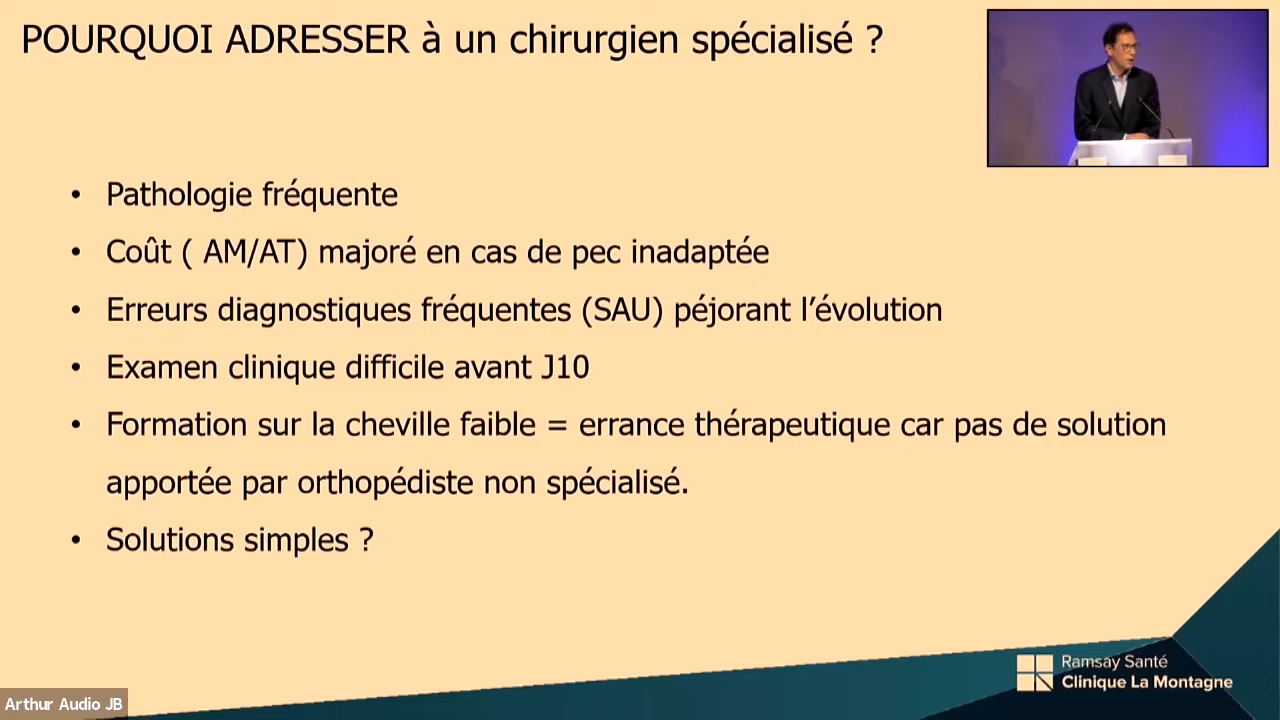 POURQUOI ADRESSER à un chirurgien spécialisé ?
• Pathologie fréquente
• Coût ( AM/AT) majoré en cas de pec inadaptée
• Erreurs diagnostiques fréquentes (SAU) péjorant l’évolution
• Examen clinique difficile avant J10
• Formation sur la cheville faible = errance thérapeutique car pas de solution
apportée par orthopédiste non spécialisé.
• Solutions simples ?
Ramsay Santé
Clinique La Montagne
Arthur Audio JB